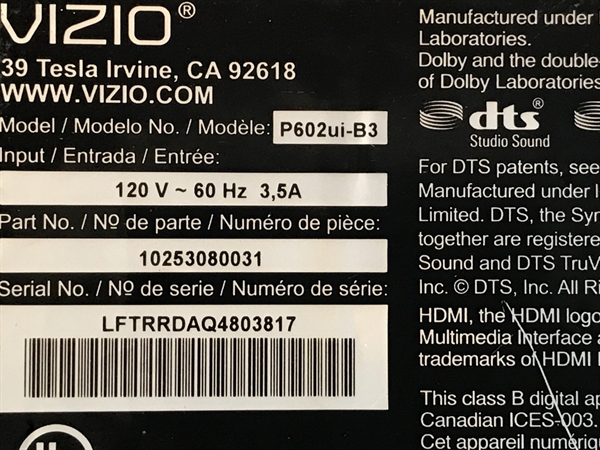 VIZIO®
39 Tesla Irvine, CA 92618
WWW.VIZIO.COM
Model / Modelo No. / Modèle: P602ui-B3
Input / Entrada / Entrée:
120 V ~ 60 Hz 3,5A
Part No. / Nº de parte / Numéro de pièce:
10253080031
Serial No. / Nº de serie / Numéro de série:
LFTRRDAQ4803817
Manufactured under
Laboratories.
Dolby and the double-
of Dolby Laboratories
dts®
Studio Sound
For DTS patents, see
Manufactured under
Limited. DTS, the Sy
together are registere
Sound and DTS TruV
Inc. © DTS, Inc. All Ri
HDMI, the HDMI logo
Multimedia Interface a
trademarks of HDMI
This class B digital ap
Canadian ICES-003.
Cet appareil numériqu